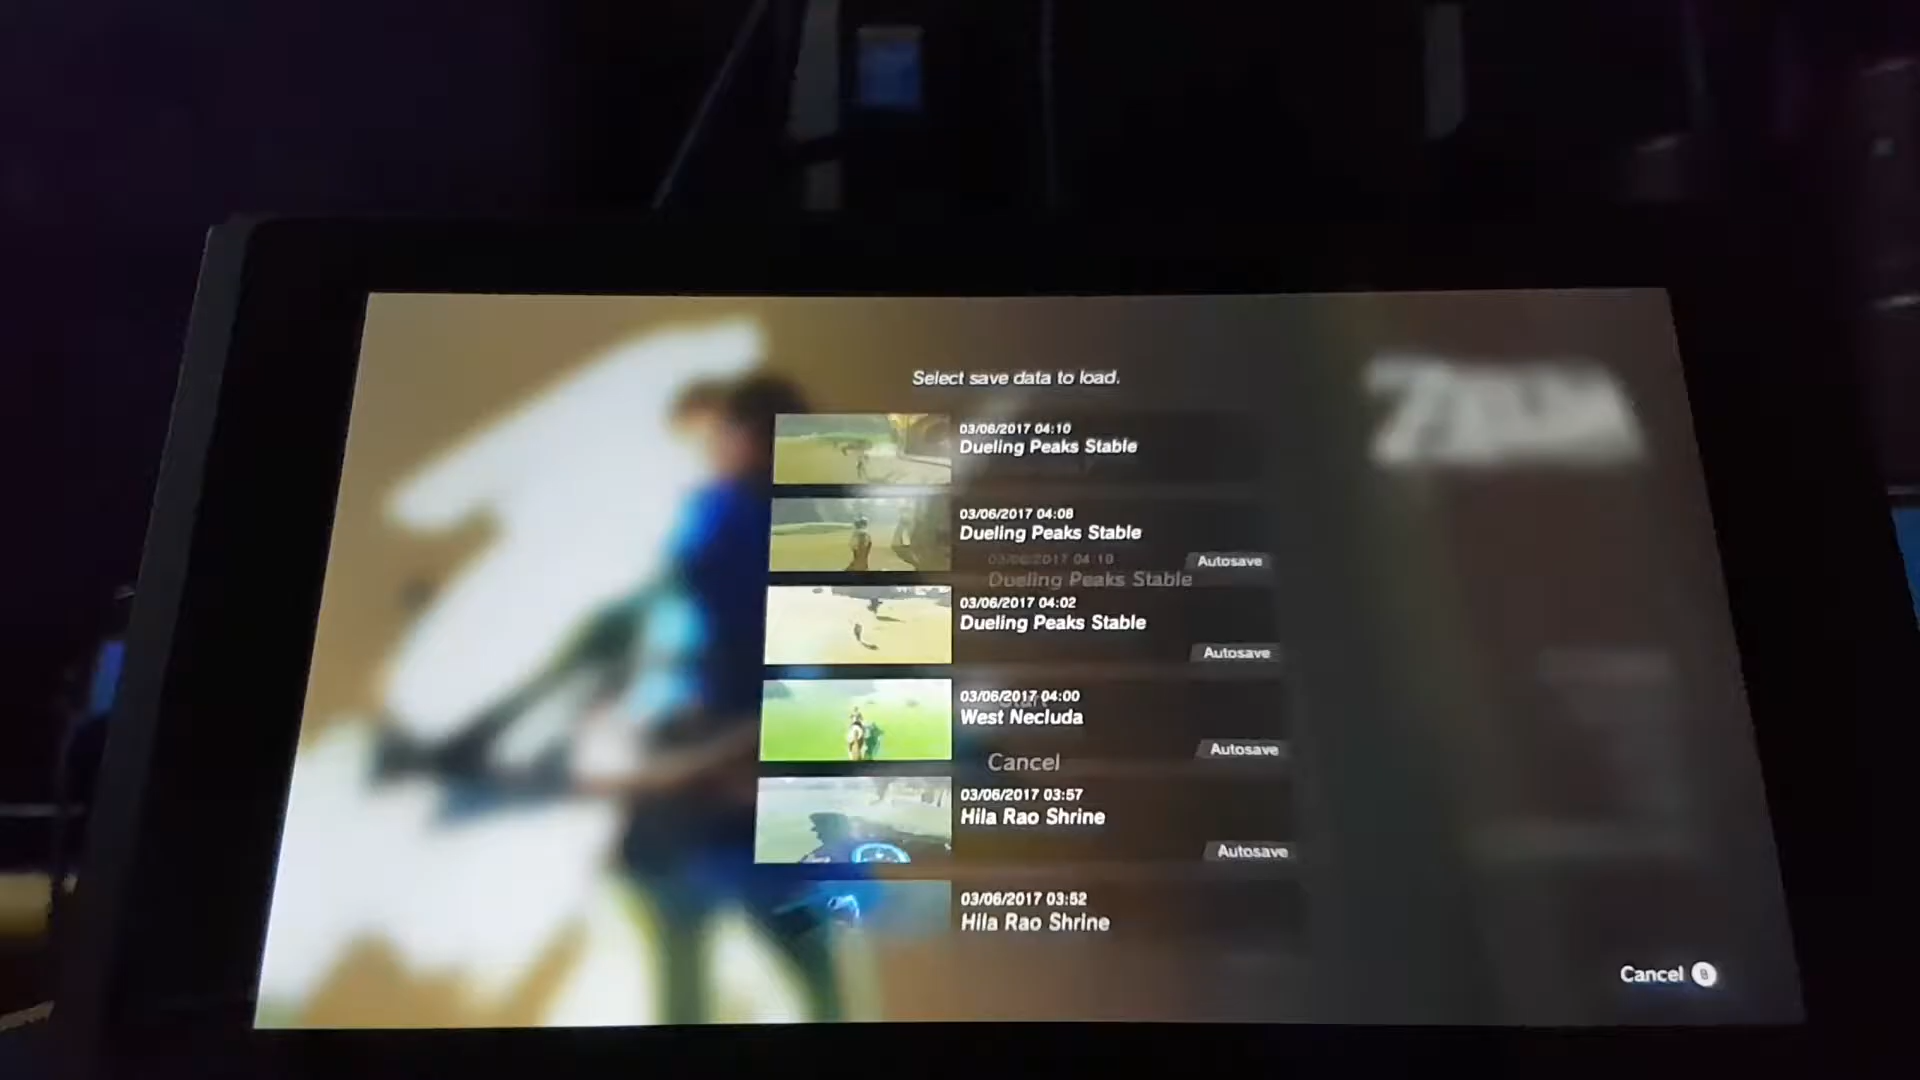 Select save data to load.
03/06/2017 04:10
Dueling Peaks Stable
03/06/2017 04:08
Dueling Peaks Stable
Autosave
Dueling Peaks Stable
03/06/2017 04:02
Dueling Peaks Stable
Autosave
03/06/2017 04:00
West Necluda
Autosave
Cancel
03/06/2017 03:57
Hila Rao Shrine
Autosave
03/06/2017 03:52
Hila Rao Shrine
Cancel B